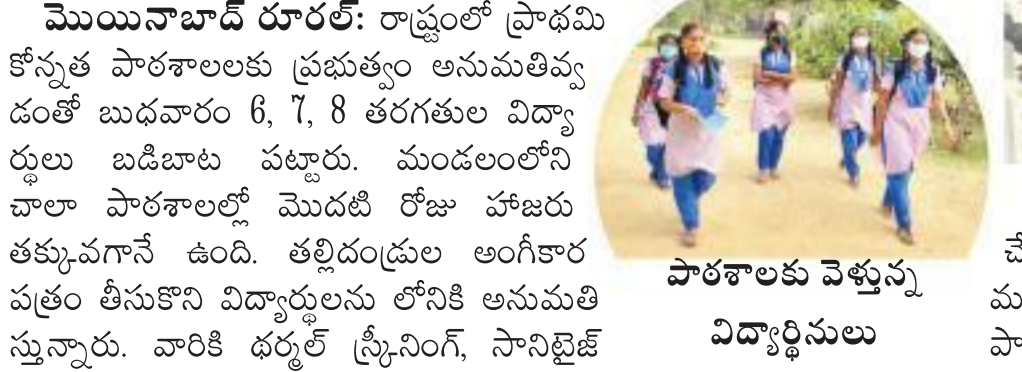 మొయినాబాద్ రూరల్: రాష్ట్రంలో ప్రాథమి
కోన్నత పాఠశాలలకు ప్రభుత్వం అనుమతివ్వ
డంతో బుధవారం 6, 7, 8 తరగతుల విద్యా
ర్థులు బడిబాట పట్టారు. మండలంలోని
చాలా పాఠశాలల్లో మొదటి రోజు హాజరు
తక్కువగానే ఉంది. తల్లిదండ్రుల అంగీకార
పత్రం తీసుకొని విద్యార్థులను లోనికి అనుమతి
స్తున్నారు. వారికి థర్మల్ స్క్రీనింగ్, సానిటైజ్
పాఠశాలకు వెళ్తున్న
విద్యార్థినులు
చే
మ
పా